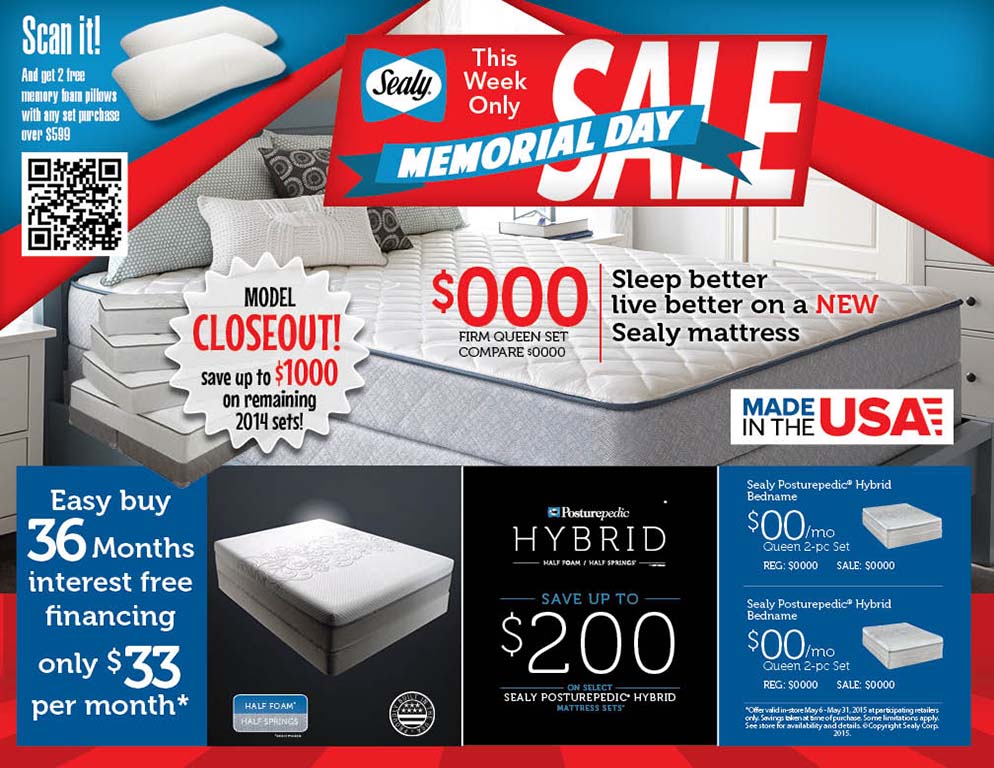 Scan it!
And get 2 free
memory foam pillows
with any set purchase
over $599
Sealy.
This
Week
Only
SALE
MEMORIAL DAY
MODEL
CLOSEOUT!
save up to $1000
on remaining
2014 sets!
$000
FIRM QUEEN SET
COMPARE $0000
Sleep better
live better on a NEW
Sealy mattress
MADE
IN THE USA
Easy buy
36 Months
interest free
financing
only $33
per month*
HALF FOAM*
HALF SPRINGS
Posturepedic
HYBRID
HALF FOAM / HALF SPRINGS
SAVE UP TO
$200
ON SELECT
SEALY POSTUREPEDIC® HYBRID
MATTRESS SETS*
Sealy Posturepedic® Hybrid
Bedname
$00/mo
Queen 2-pc Set
REG: $0000 SALE: $0000
Sealy Posturepedic® Hybrid
Bedname
$00/mo
Queen 2-pc Set
REG: $0000 SALE: $0000
*Offer valid in-store May 6 - May 31, 2015 at participating retailers
only. Savings taken at time of purchase. Some limitations apply.
See store for availability and details. ©Copyright Sealy Corp.
2015.